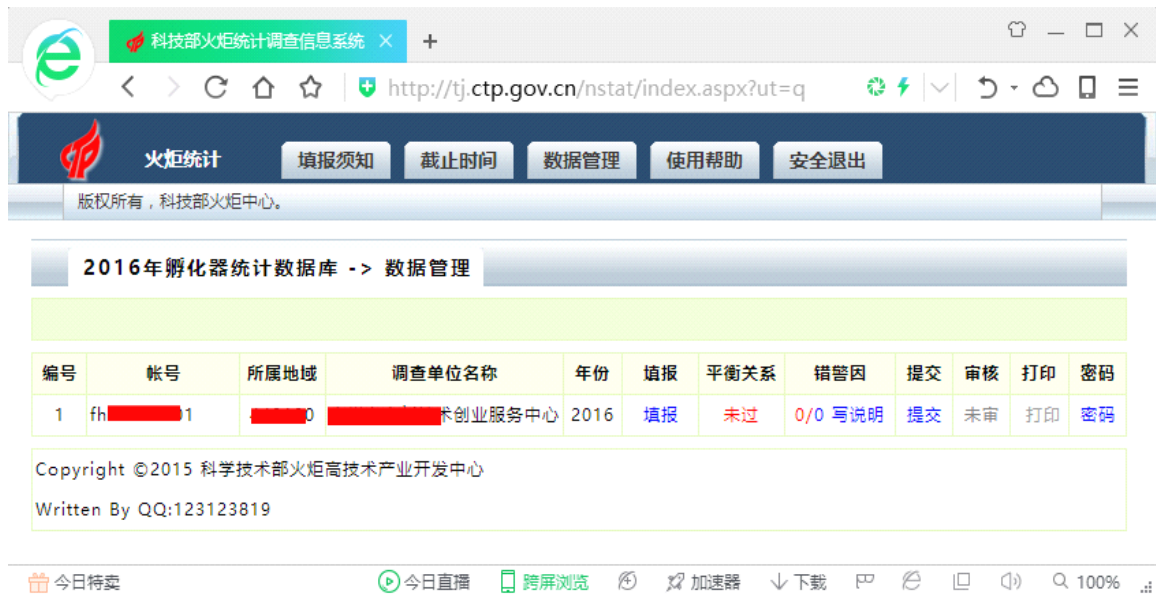 科技部火炬统计调查信息系统
http://tj.ctp.gov.cn/nstat/index.aspx?ut=q
火炬统计 填报须知 截止时间 数据管理 使用帮助 安全退出
版权所有，科技部火炬中心。
2016年孵化器统计数据库 -> 数据管理
编号 帐号 所属地域 调查单位名称 年份 填报 平衡关系 错警因 提交 审核 打印 密码
1 fh 01 0 术创业服务中心 2016 填报 未过 0/0 写说明 提交 未审 打印 密码
Copyright ©2015 科学技术部火炬高技术产业开发中心
Written By QQ:123123819
今日特卖 今日直播 跨屏浏览 加速器 下载 100%